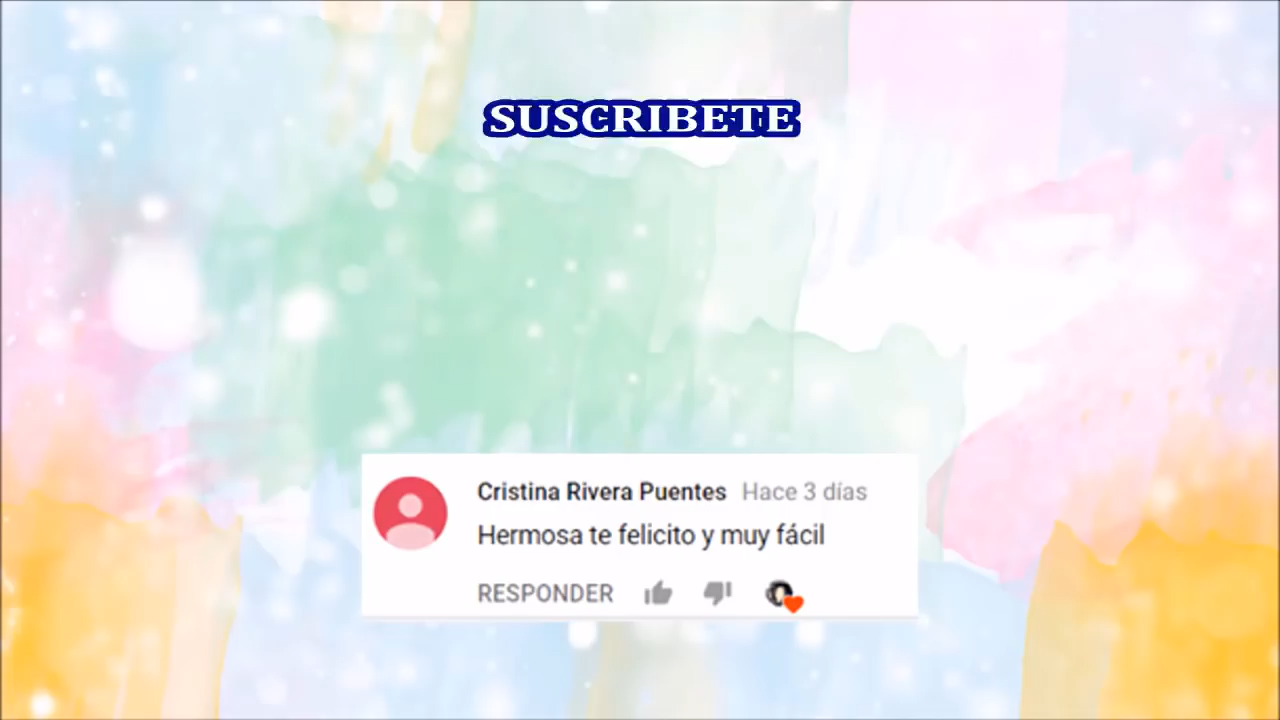 SUSCRIBETE
Cristina Rivera Puentes Hace 3 días
Hermosa te felicito y muy fácil
RESPONDER